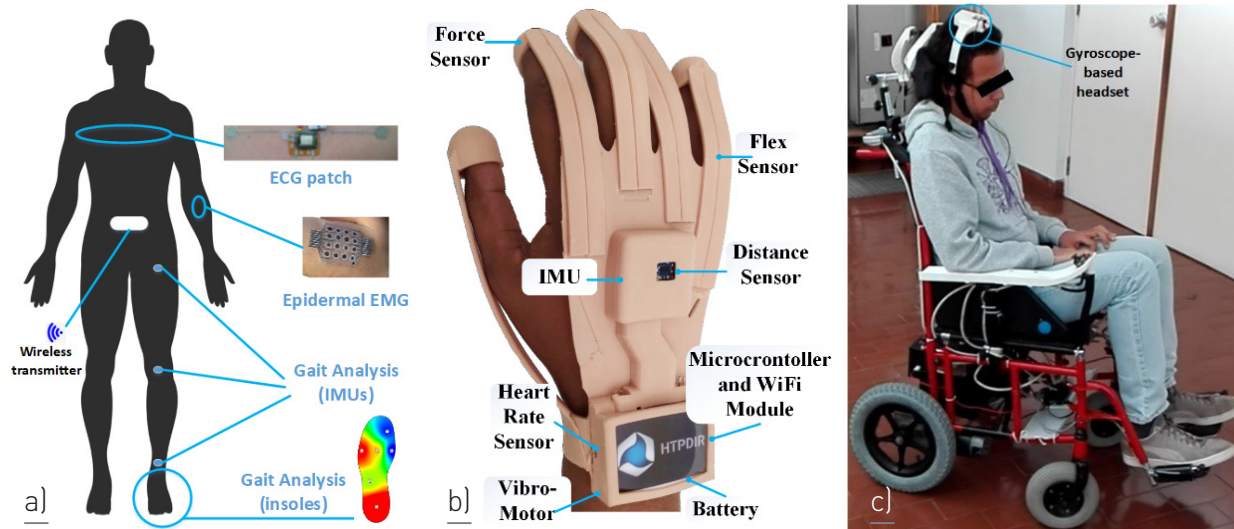 ECG patch
Epidermal EMG
Wireless
transmitter
Gait Analysis
(IMUs)
Gait Analysis
(insoles)
a)
Force
Sensor
Flex
Sensor
IMU
Distance
Sensor
Microcrontoller
and WiFi
Module
Heart
Rate
Sensor
HTPDIR
Vibro-
Motor
Battery
b)
Gyroscope-
based
headset
c)